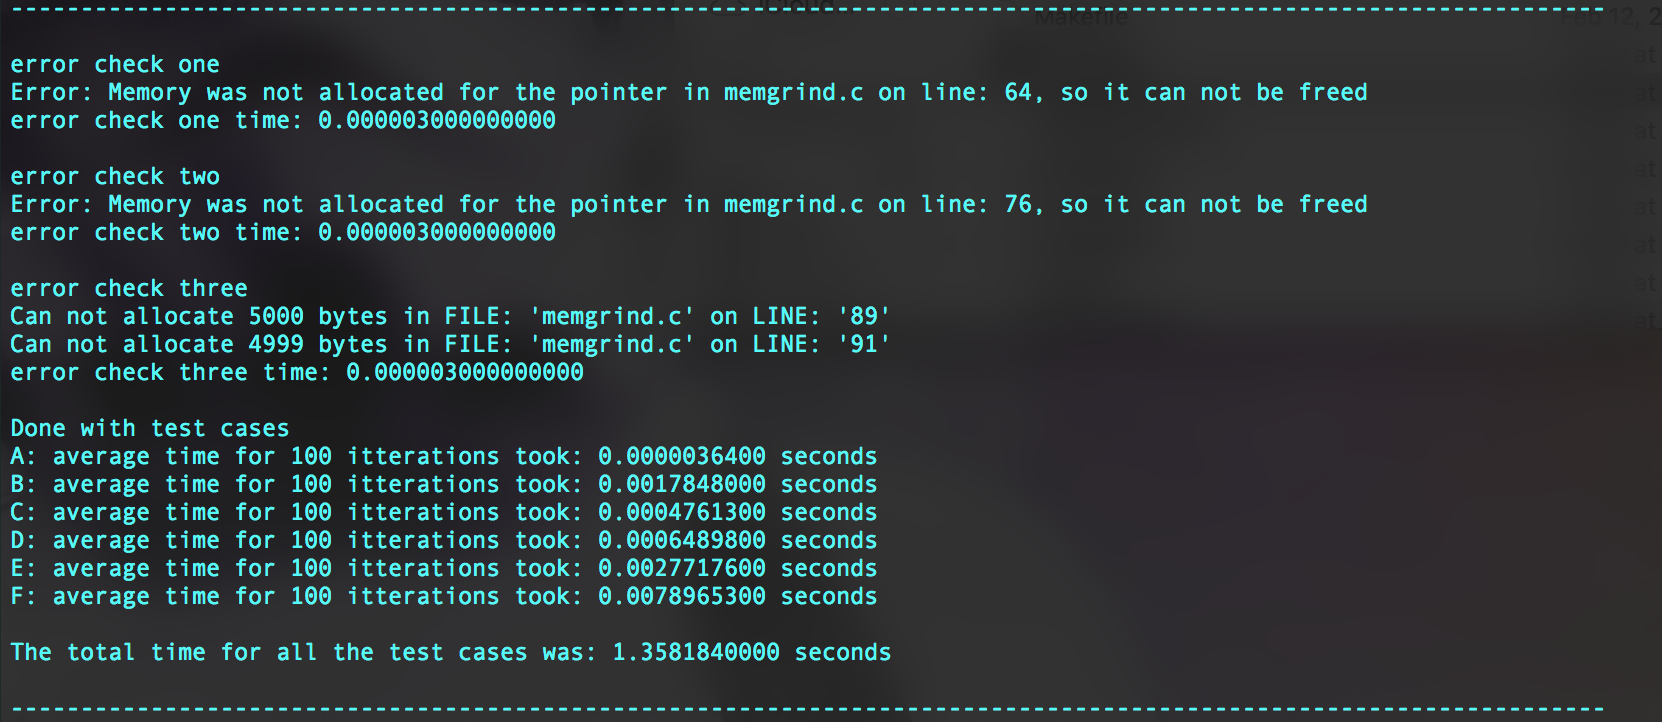 iCloud
Makefile
--------------------------------------------------------------------------------------------------------------------
error check one
Error: Memory was not allocated for the pointer in memgrind.c on line: 64, so it can not be freed
error check one time: 0.000003000000000
error check two
Error: Memory was not allocated for the pointer in memgrind.c on line: 76, so it can not be freed
error check two time: 0.000003000000000
error check three
Can not allocate 5000 bytes in FILE: 'memgrind.c' on LINE: '89'
Can not allocate 4999 bytes in FILE: 'memgrind.c' on LINE: '91'
error check three time: 0.000003000000000
Done with test cases
A: average time for 100 itterations took: 0.0000036400 seconds
B: average time for 100 itterations took: 0.0017848000 seconds
C: average time for 100 itterations took: 0.0004761300 seconds
D: average time for 100 itterations took: 0.0006489800 seconds
E: average time for 100 itterations took: 0.0027717600 seconds
F: average time for 100 itterations took: 0.0078965300 seconds
The total time for all the test cases was: 1.3581840000 seconds
--------------------------------------------------------------------------------------------------------------------